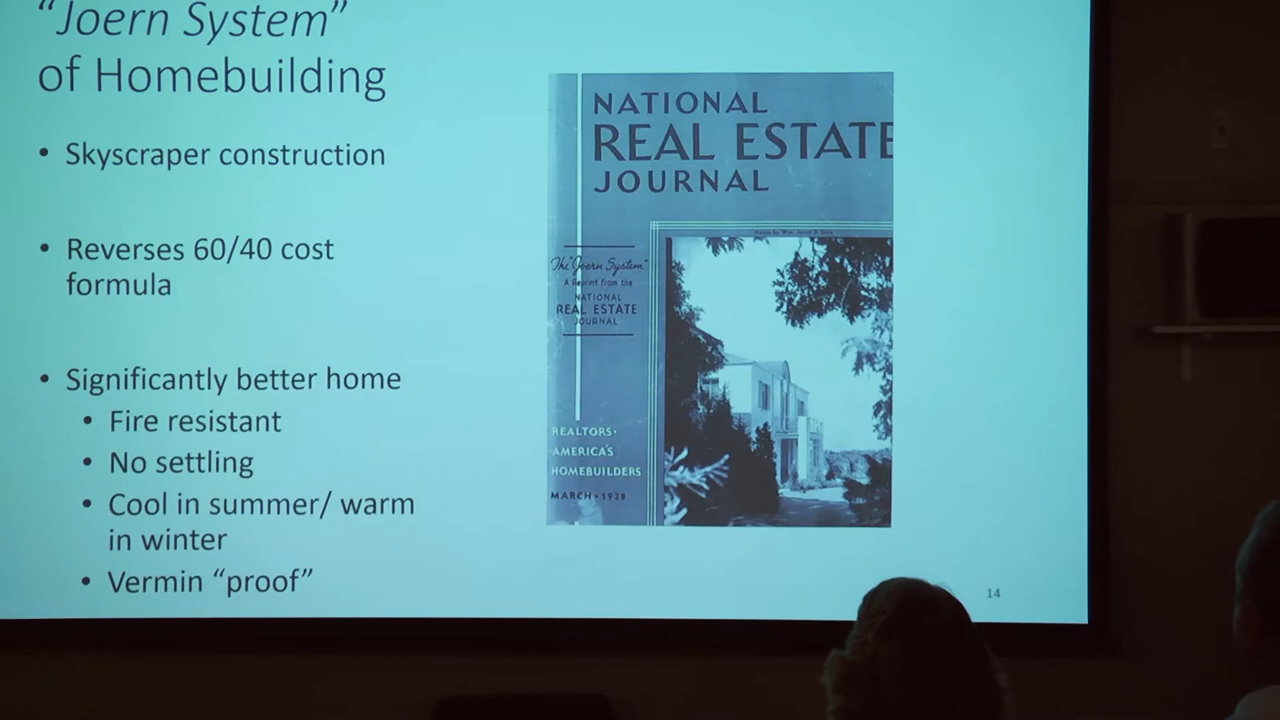 “Joern System”
of Homebuilding
• Skyscraper construction
• Reverses 60/40 cost
formula
• Significantly better home
• Fire resistant
• No settling
• Cool in summer/ warm
in winter
• Vermin “proof”
NATIONAL
REAL ESTATE
JOURNAL
The "Joern System"
A Reprint from the
NATIONAL
REAL ESTATE
JOURNAL
REALTORS•
AMERICA'S
HOMEBUILDERS
MARCH • 1938
14